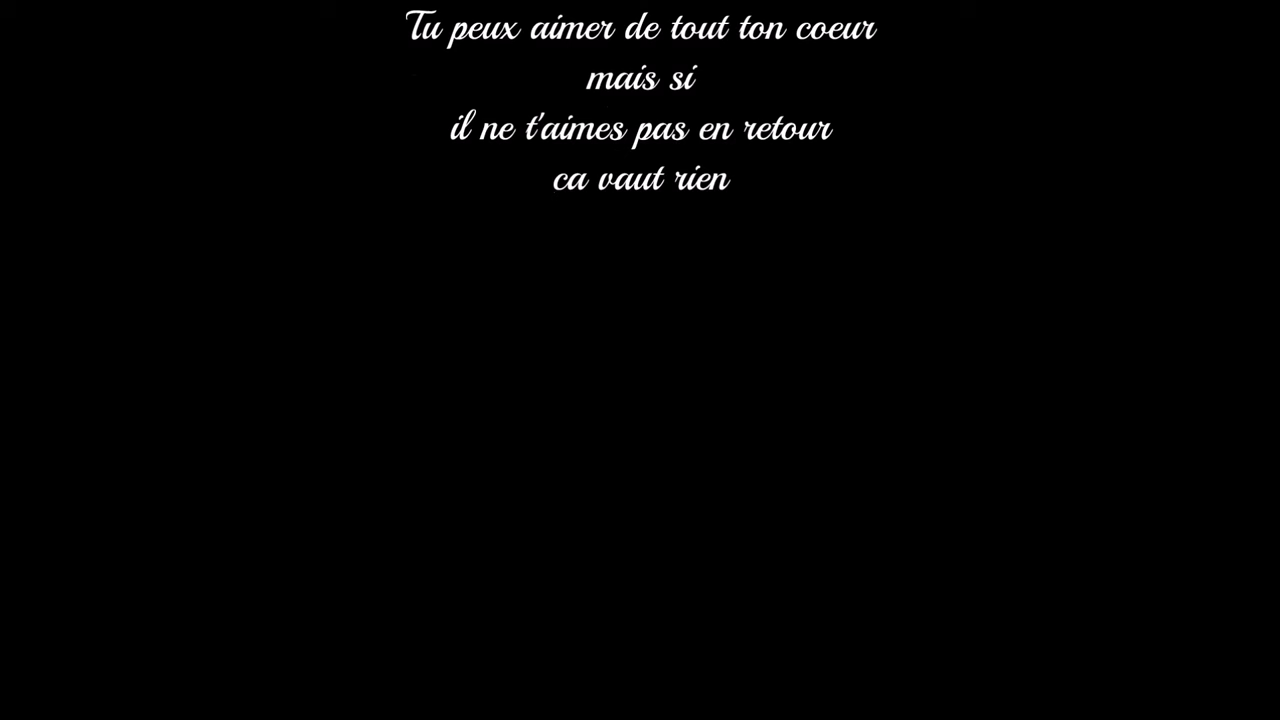 Tu peux aimer de tout ton coeur
mais si
il ne t'aimes pas en retour
ca vaut rien